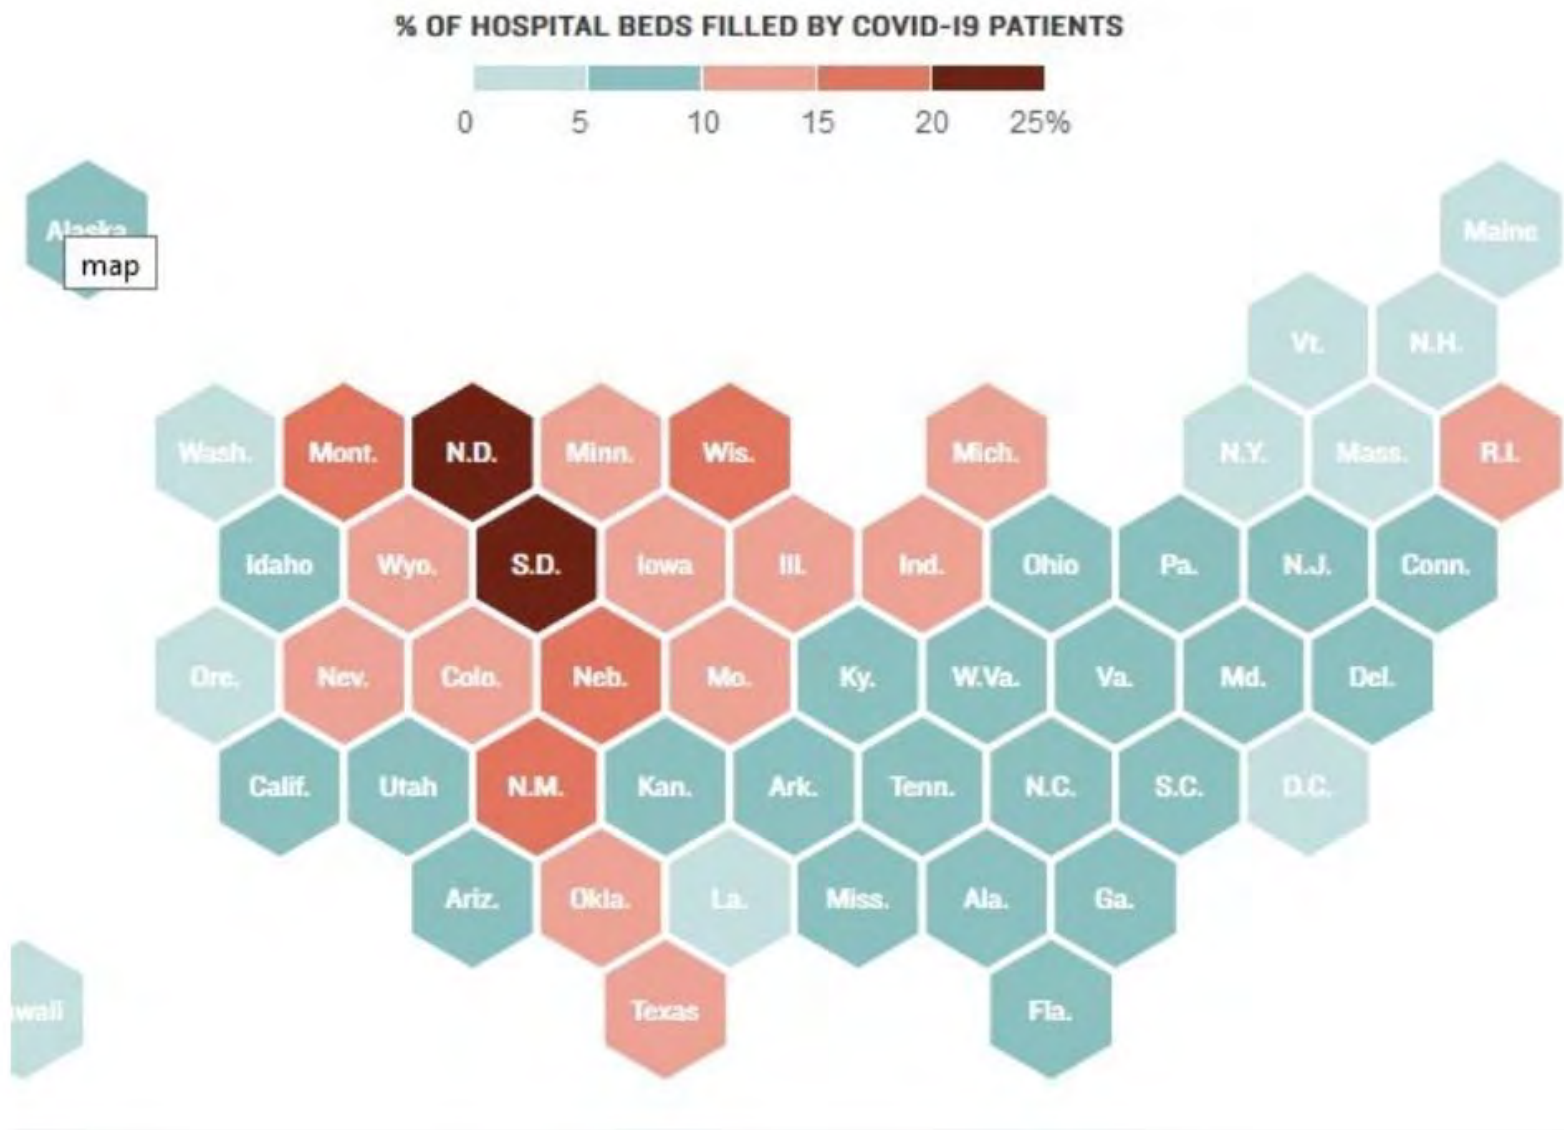 % OF HOSPITAL BEDS FILLED BY COVID-19 PATIENTS
0 5 10 15 20 25%
Alaska
map
Maine
Vt. N.H.
Wash. Mont. N.D. Minn. Wis. Mich. N.Y. Mass. R.I.
Idaho Wyo. S.D. Iowa Ill. Ind. Ohio Pa. N.J. Conn.
Ore. Nev. Colo. Neb. Mo. Ky. W.Va. Va. Md. Del.
Calif. Utah N.M. Kan. Ark. Tenn. N.C. S.C. D.C.
Ariz. Okla. La. Miss. Ala. Ga.
waii Texas Fla.